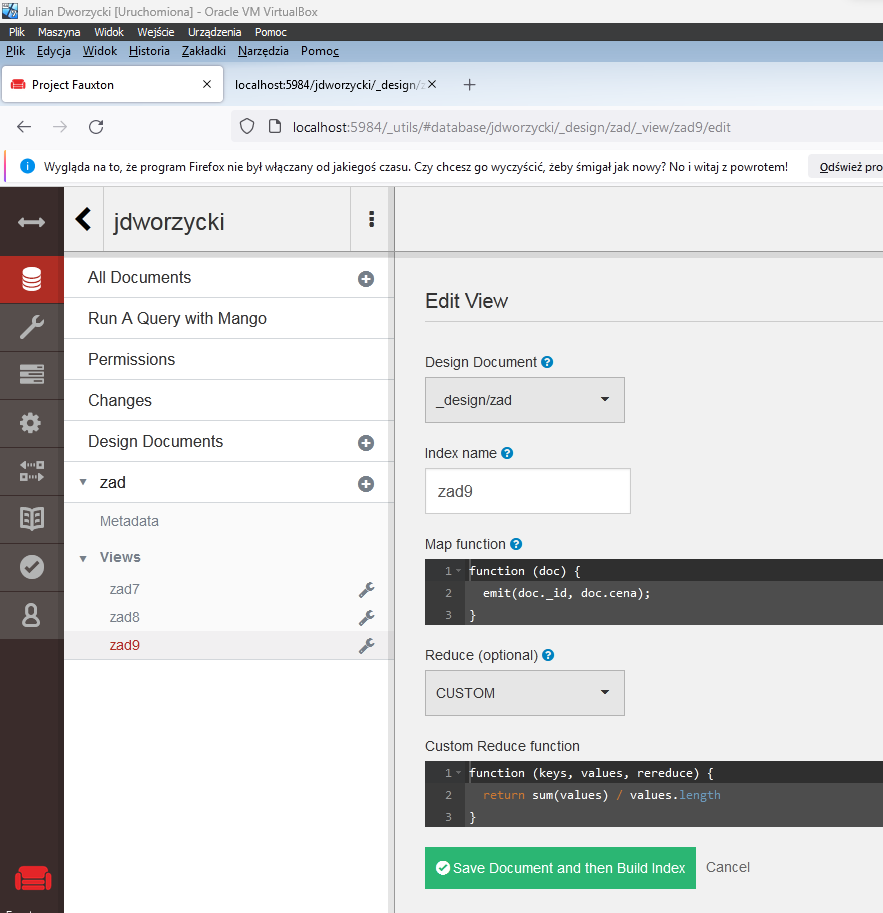 Julian Dworzycki [Uruchomiona] - Oracle VM VirtualBox
Plik Maszyna Widok Wejście Urządzenia Pomoc
Plik Edycja Widok Historia Zakładki Narzędzia Pomoc
Project Fauxton
localhost:5984/jdworzycki/_design/z
localhost:5984/_utils/#database/jdworzycki/_design/zad/_view/zad9/edit
Wygląda na to, że program Firefox nie był włączany od jakiegoś czasu. Czy chcesz go wyczyścić, żeby śmigał jak nowy? No i witaj z powrotem!
Odśwież pro
jdworzycki
All Documents
Run A Query with Mango
Permissions
Changes
Design Documents
zad
Metadata
Views
zad7
zad8
zad9
Edit View
Design Document
_design/zad
Index name
zad9
Map function
1 function (doc) {
2 emit(doc._id, doc.cena);
3 }
Reduce (optional)
CUSTOM
Custom Reduce function
1 function (keys, values, rereduce) {
2 return sum(values) / values.length
3 }
Save Document and then Build Index
Cancel